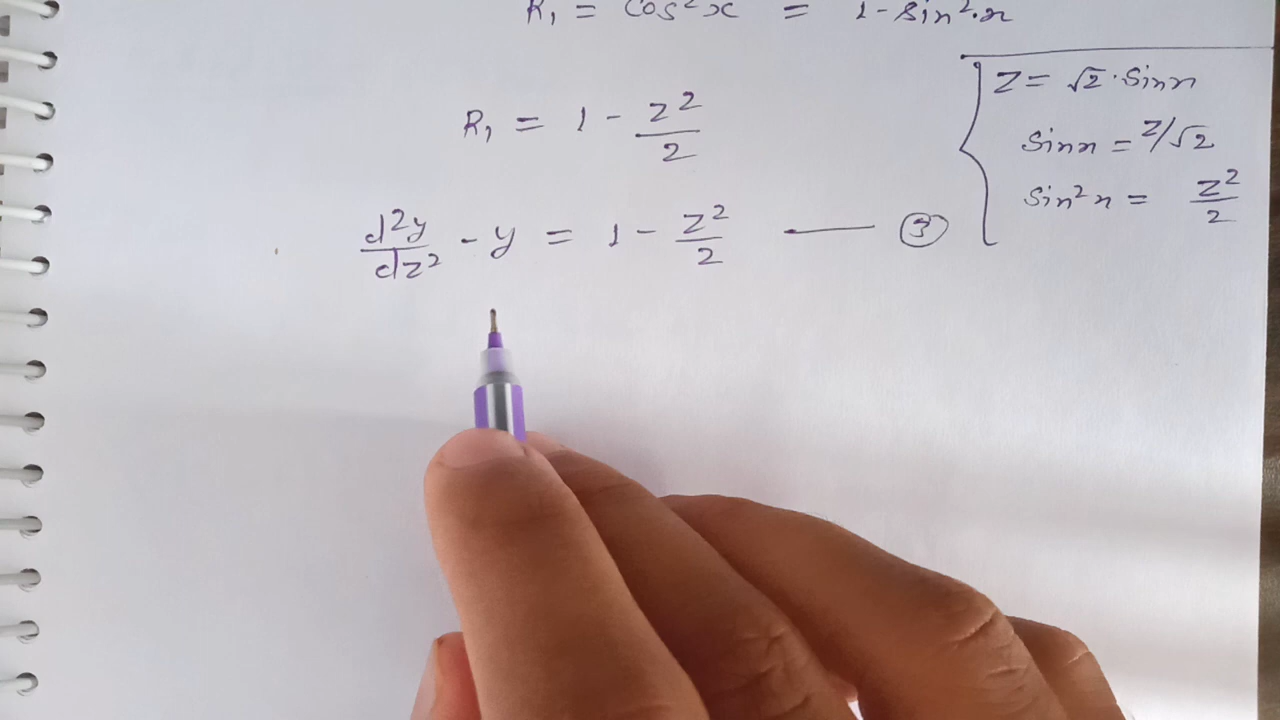 R₁ = Cos²x = 1 - Sin²x
R₁ = 1 - z²/2
d²y/dz² - y = 1 - z²/2 —— ③
z = √2 · Sinx
Sinx = z/√2
Sin²x = z²/2